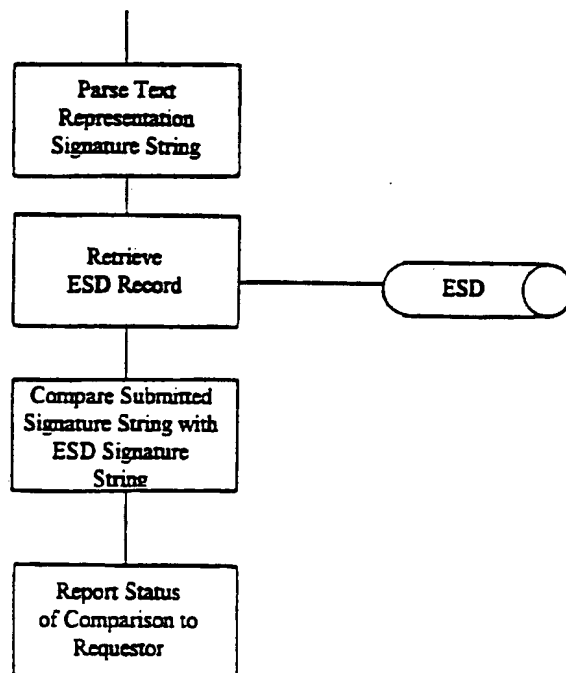 Parse Text
Representation
Signature String
Retrieve
ESD Record
ESD
Compare Submitted
Signature String with
ESD Signature
String
Report Status
of Comparison to
Requestor